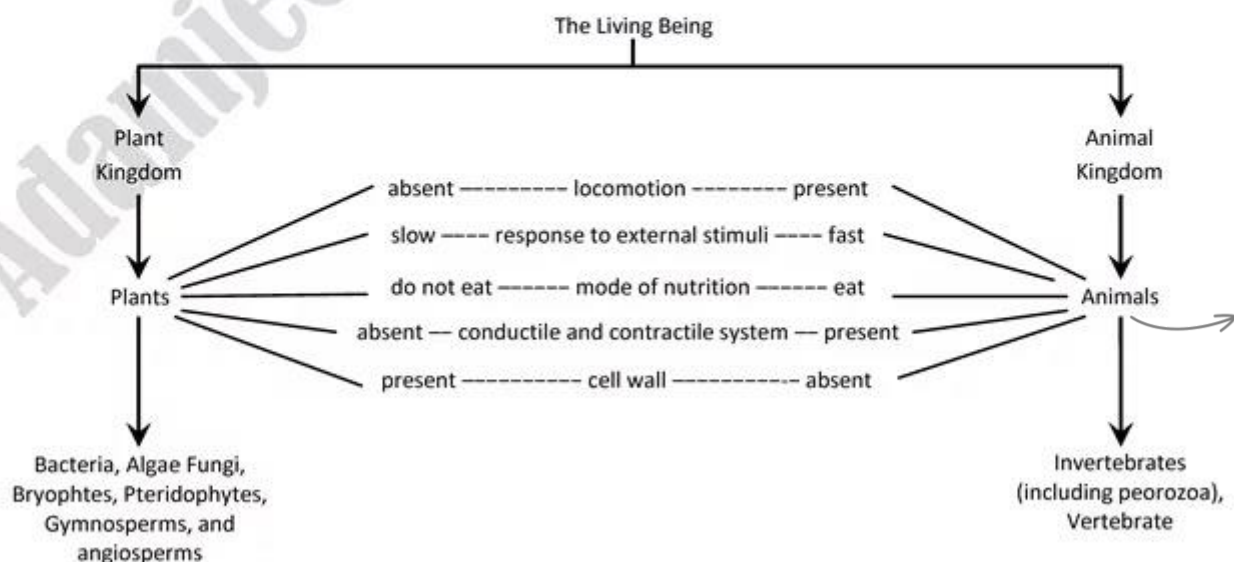 The Living Being
Plant
Kingdom
Animal
Kingdom
absent ---------- locomotion -------- present
slow ---- response to external stimuli ---- fast
Plants
do not eat ----- mode of nutrition ----- eat
Animals
absent -- conductile and contractile system -- present
present ----------- cell wall ----------- absent
Bacteria, Algae Fungi,
Bryophtes, Pteridophytes,
Gymnosperms, and
angiosperms
Invertebrates
(including peorozoa),
Vertebrate